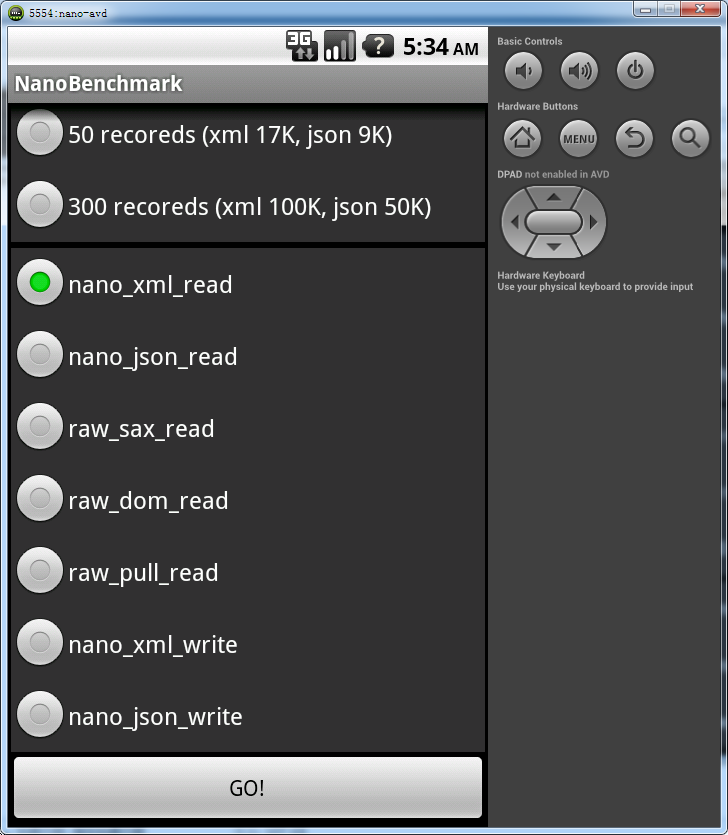 5554:nano-avd
3G ? 5:34 AM
NanoBenchmark
50 recoreds (xml 17K, json 9K)
300 recoreds (xml 100K, json 50K)
nano_xml_read
nano_json_read
raw_sax_read
raw_dom_read
raw_pull_read
nano_xml_write
nano_json_write
GO!
Basic Controls
Hardware Buttons
MENU
DPAD not enabled in AVD
Hardware Keyboard
Use your physical keyboard to provide input